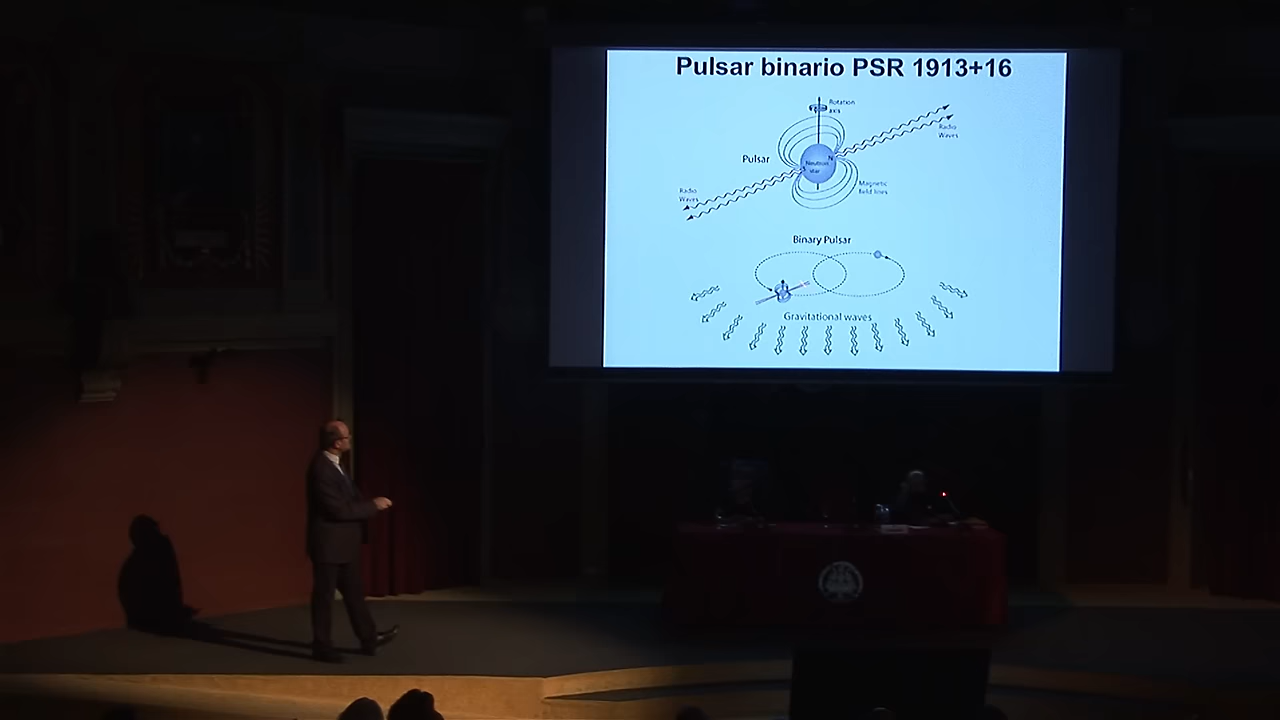 Pulsar binario PSR 1913+16
Rotation
axis
Radio
Waves
Pulsar
N
Neutron
star
S
Radio
Waves
Magnetic
field lines
Binary Pulsar
Gravitational waves